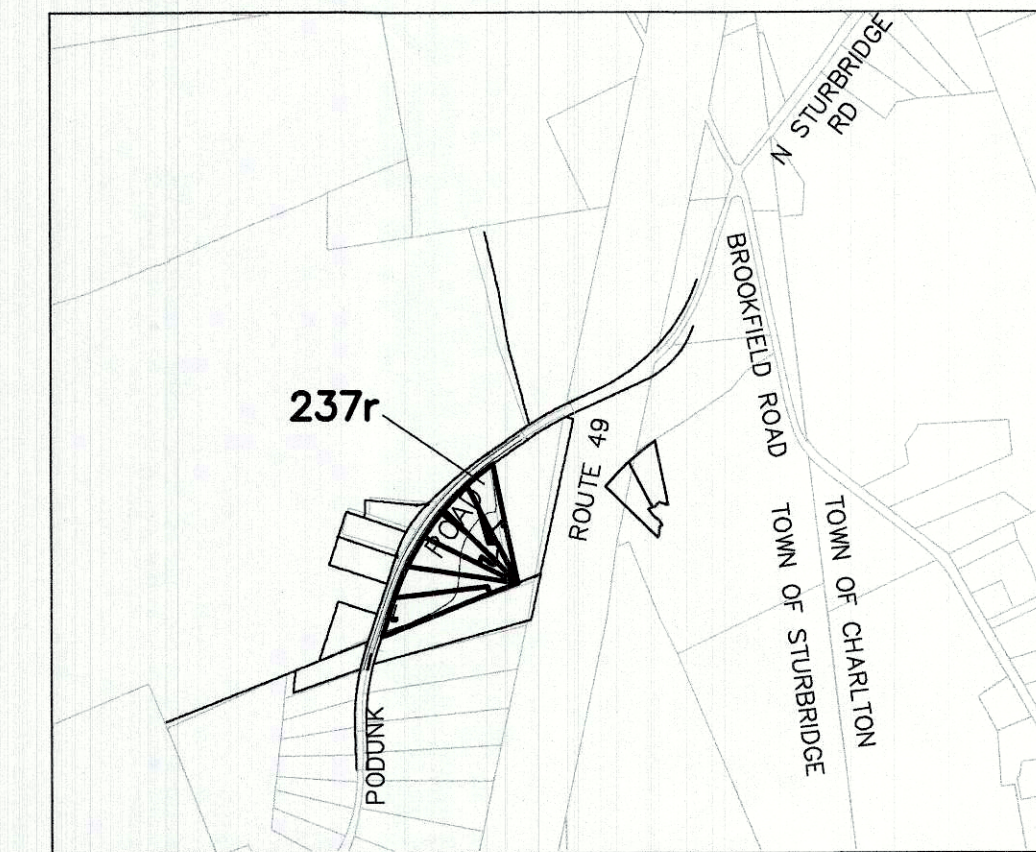 N STURBRIDGE
RD
BROOKFIELD ROAD
237r
ROUTE 49
ROAD
TOWN OF CHARLTON
TOWN OF STURBRIDGE
PODUNK